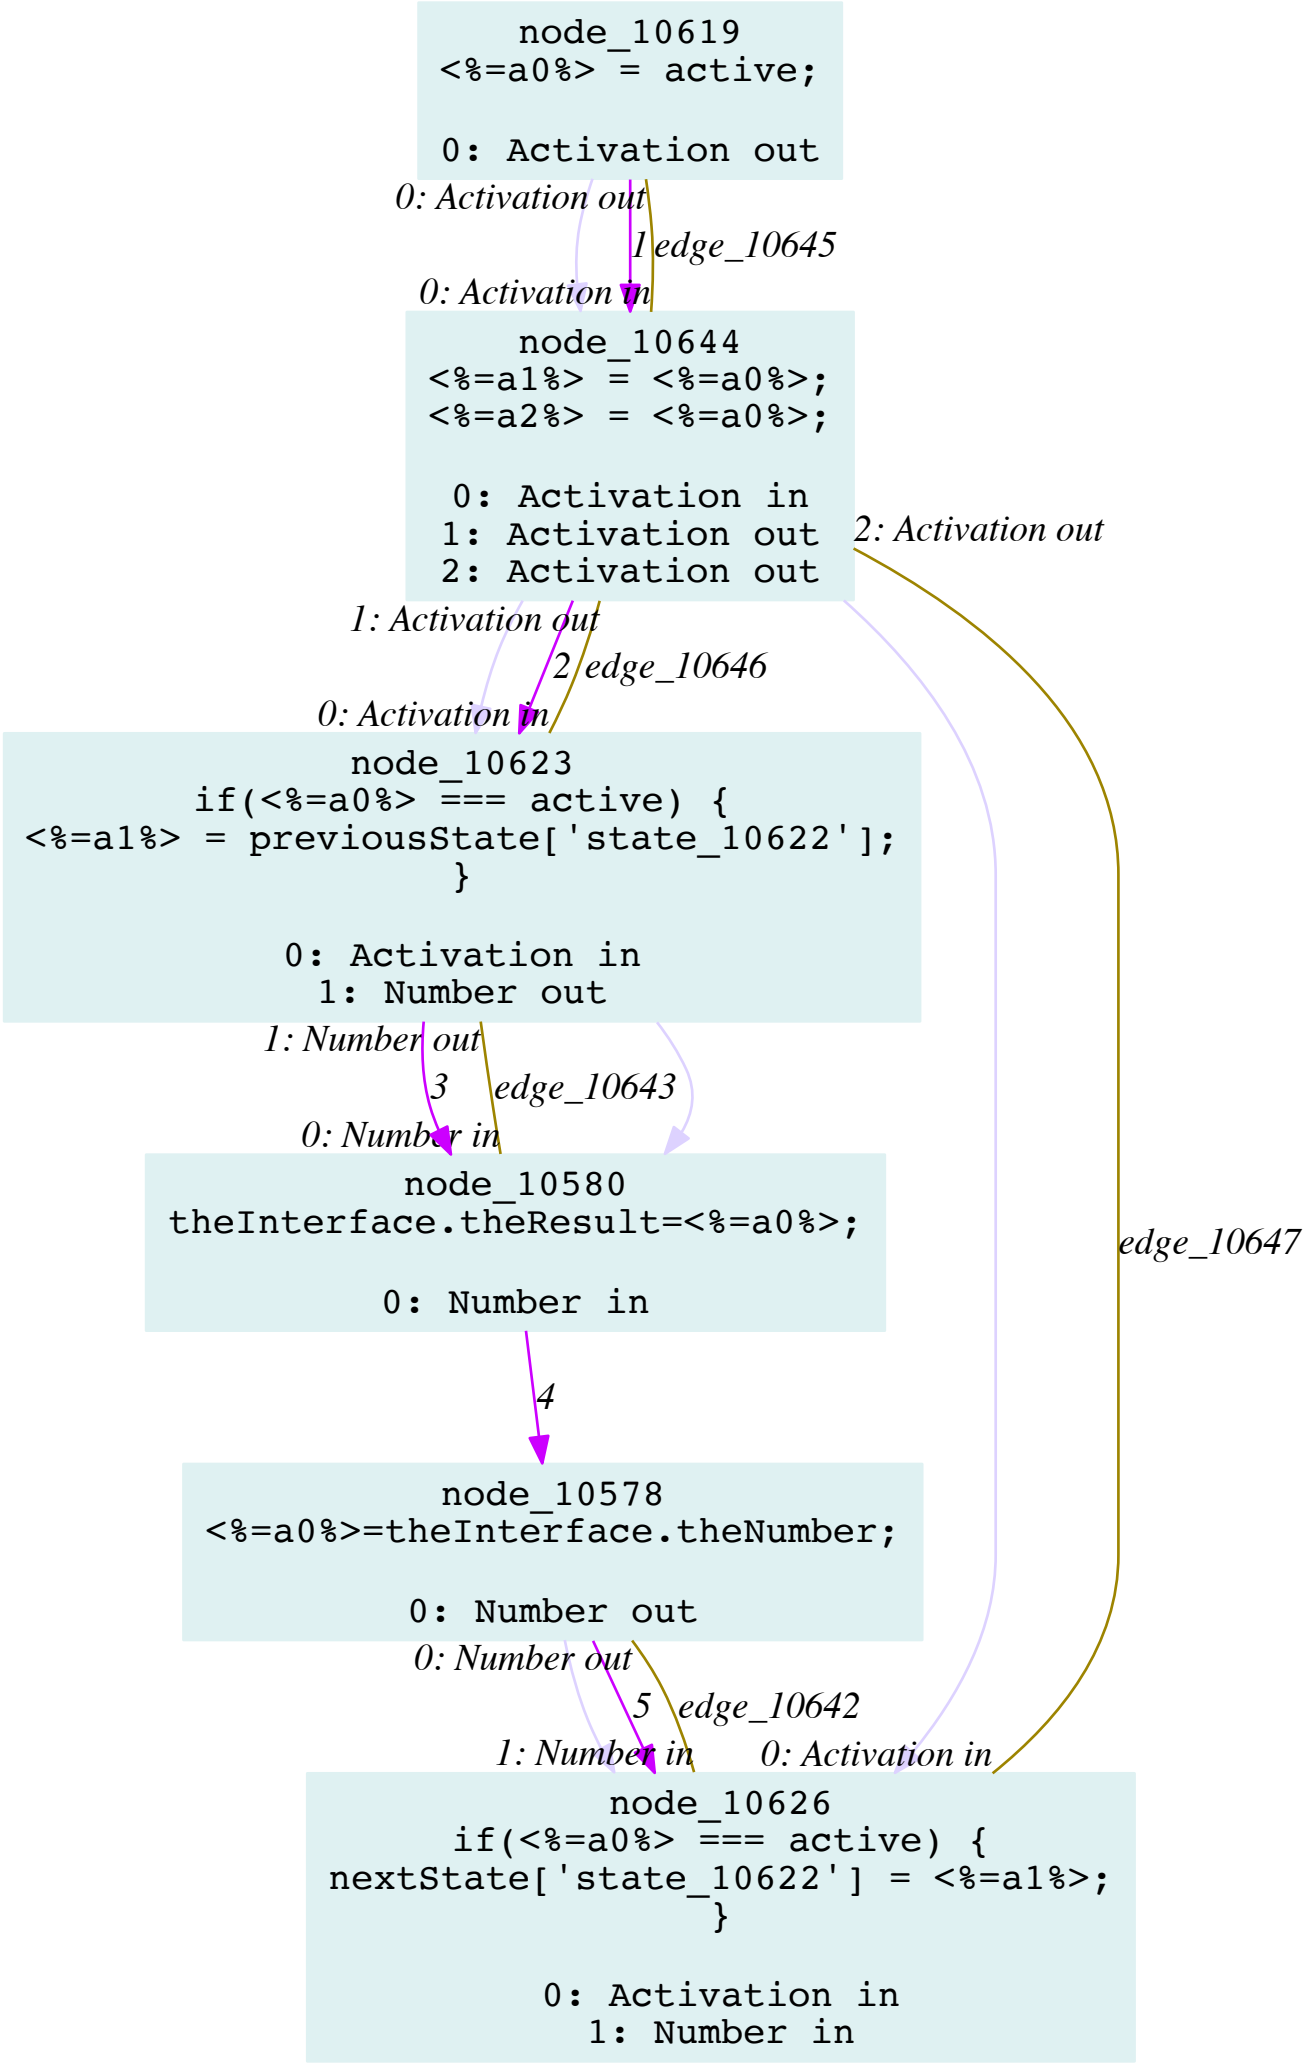 node_10619
<%=a0%> = active;
0: Activation out
0: Activation out
1 edge_10645
0: Activation in
node_10644
<%=a1%> = <%=a0%>;
<%=a2%> = <%=a0%>;
0: Activation in
1: Activation out
2: Activation out
2: Activation out
1: Activation out
2 edge_10646
0: Activation in
node_10623
if(<%=a0%> === active) {
<%=a1%> = previousState['state_10622'];
}
0: Activation in
1: Number out
1: Number out
3 edge_10643
0: Number in
node_10580
theInterface.theResult=<%=a0%>;
0: Number in
edge_10647
4
node_10578
<%=a0%>=theInterface.theNumber;
0: Number out
0: Number out
5 edge_10642
1: Number in 0: Activation in
node_10626
if(<%=a0%> === active) {
nextState['state_10622'] = <%=a1%>;
}
0: Activation in
1: Number in